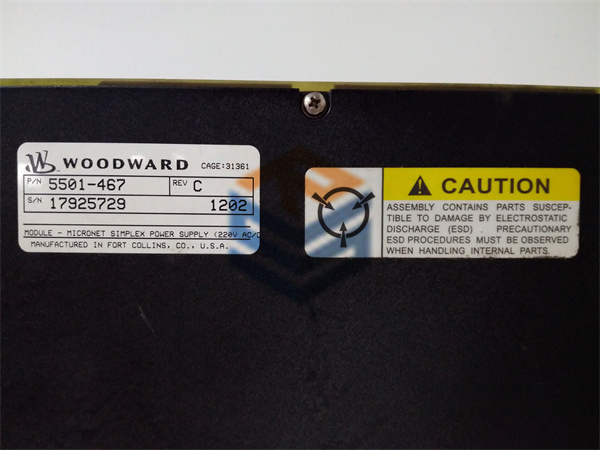 WOODWARD CAGE:31361
P/N 5501-467 REV C
S/N 17925729 1202
MODULE - MICRONET SIMPLEX POWER SUPPLY (220V AC/D
MANUFACTURED IN FORT COLLINS, CO., U.S.A.
CAUTION
ASSEMBLY CONTAINS PARTS SUSCEP-
TIBLE TO DAMAGE BY ELECTROSTATIC
DISCHARGE (ESD) . PRECAUTIONARY
ESD PROCEDURES MUST BE OBSERVED
WHEN HANDLING INTERNAL PARTS.